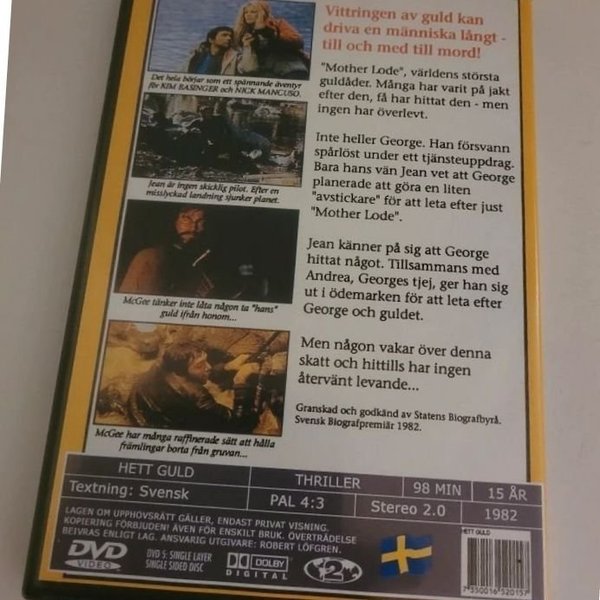 Vittringen av guld kan
driva en människa långt -
till och med till mord!
Det hela börjar som ett spännande äventyr
för KIM BASINGER och NICK MANCUSO.
"Mother Lode", världens största
guldåder. Många har varit på jakt
efter den, få har hittat den - men
ingen har överlevt.
Jean är ingen skicklig pilot. Efter en
misslyckad landning sjunker planet.
Inte heller George. Han försvann
spårlöst under ett tjänsteuppdrag.
Bara hans vän Jean vet att George
planerade att göra en liten
"avstickare" för att leta efter just
"Mother Lode".
McGee tänker inte låta någon ta "hans"
guld ifrån honom...
Jean känner på sig att George
hittat något. Tillsammans med
Andrea, Georges tjej, ger han sig
ut i ödemarken för att leta efter
George och guldet.
McGee har många raffinerade sätt att hålla
främlingar borta från gruvan...
Men någon vakar över denna
skatt och hittills har ingen
återvänt levande...
Granskad och godkänd av Statens Biografbyrå.
Svensk Biografpremiär 1982.
HETT GULD
THRILLER
98 MIN
15 ÅR
Textning: Svensk
PAL 4:3
Stereo 2.0
1982
LAGEN OM UPPHOVSRÄTT GÄLLER, ENDAST PRIVAT VISNING.
KOPIERING FÖRBJUDEN! ÄVEN FÖR ENSKILT BRUK. ÖVERTRÄDELSE
BEIVRAS ENLIGT LAG. ANSVARIG UTGIVARE: ROBERT LÖFGREN.
DVD
VIDEO
DVD 5: SINGLE LAYER
SINGLE SIDED DISC
DOLBY
DIGITAL
2
HETT GULD
7 350016 520157